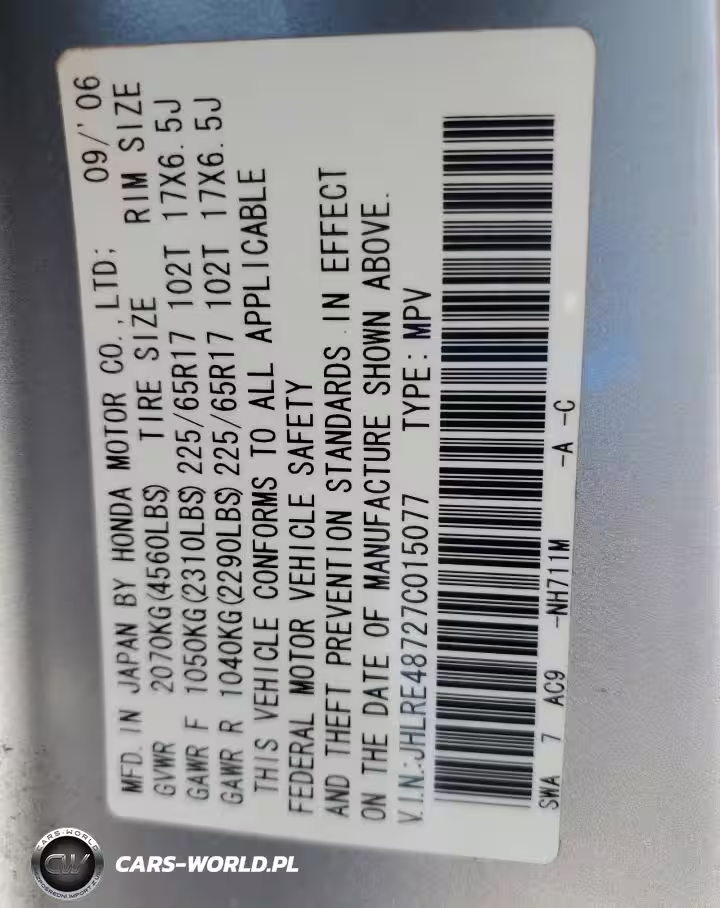 MFD. IN JAPAN BY HONDA MOTOR CO., LTD; 09/'06
GVWR 2070KG(4560LBS) TIRE SIZE RIM SIZE
GAWR F 1050KG(2310LBS) 225/65R17 102T 17X6.5J
GAWR R 1040KG(2290LBS) 225/65R17 102T 17X6.5J
THIS VEHICLE CONFORMS TO ALL APPLICABLE
FEDERAL MOTOR VEHICLE SAFETY
AND THEFT PREVENTION STANDARDS IN EFFECT
ON THE DATE OF MANUFACTURE SHOWN ABOVE.
V.I.N.:JHLRE48727C015077 TYPE: MPV
SWA 7 AC9 -NH711M -A -C
CARS-WORLD
CW
CARS-WORLD.PL